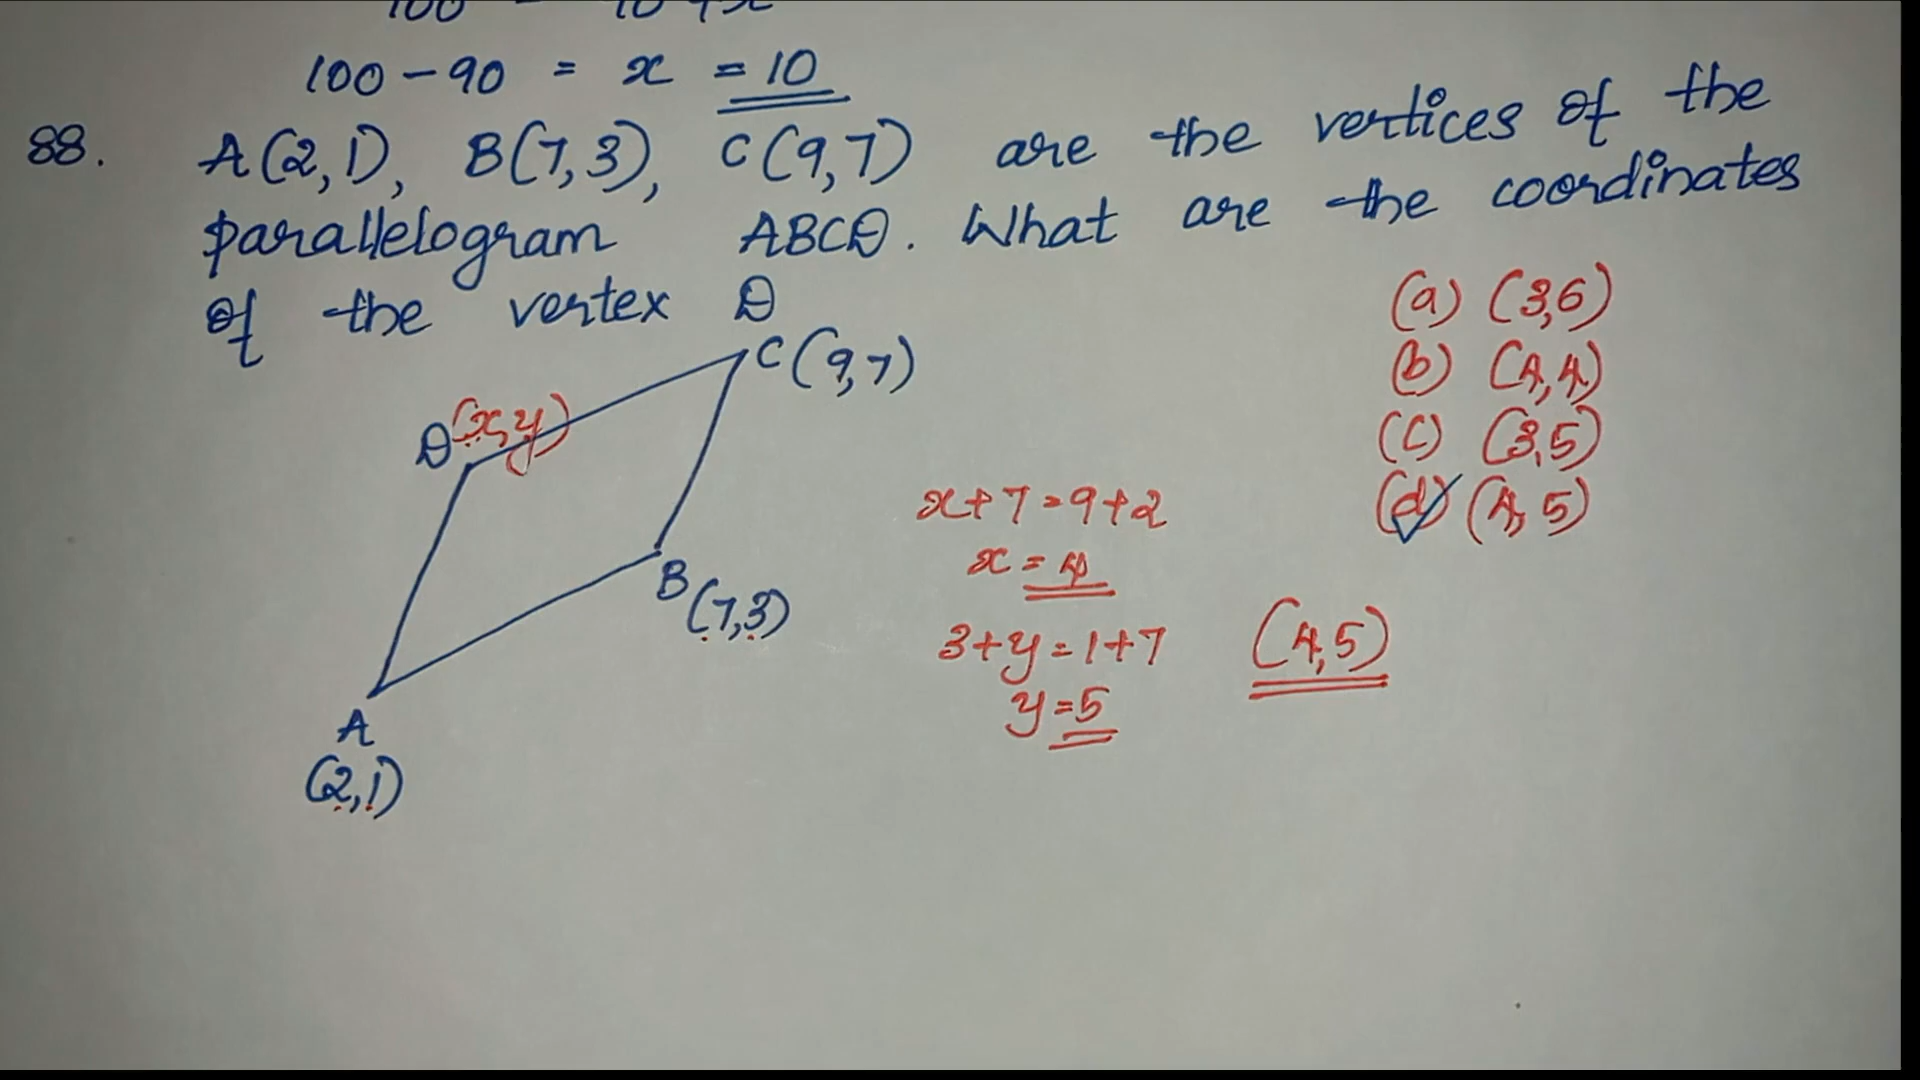 100 - 90 = x = 10
88. A(2,1), B(7,3), C(9,7) are the vertices of the
parallelogram ABCD. What are the coordinates
of the vertex D
(a) (3,6)
(b) (4,4)
(c) (3,5)
(d) (4,5)
C(9,7)
D(x,y)
B(7,3)
A
(2,1)
x+7=9+2
x=4
3+y=1+7
y=5
(4,5)